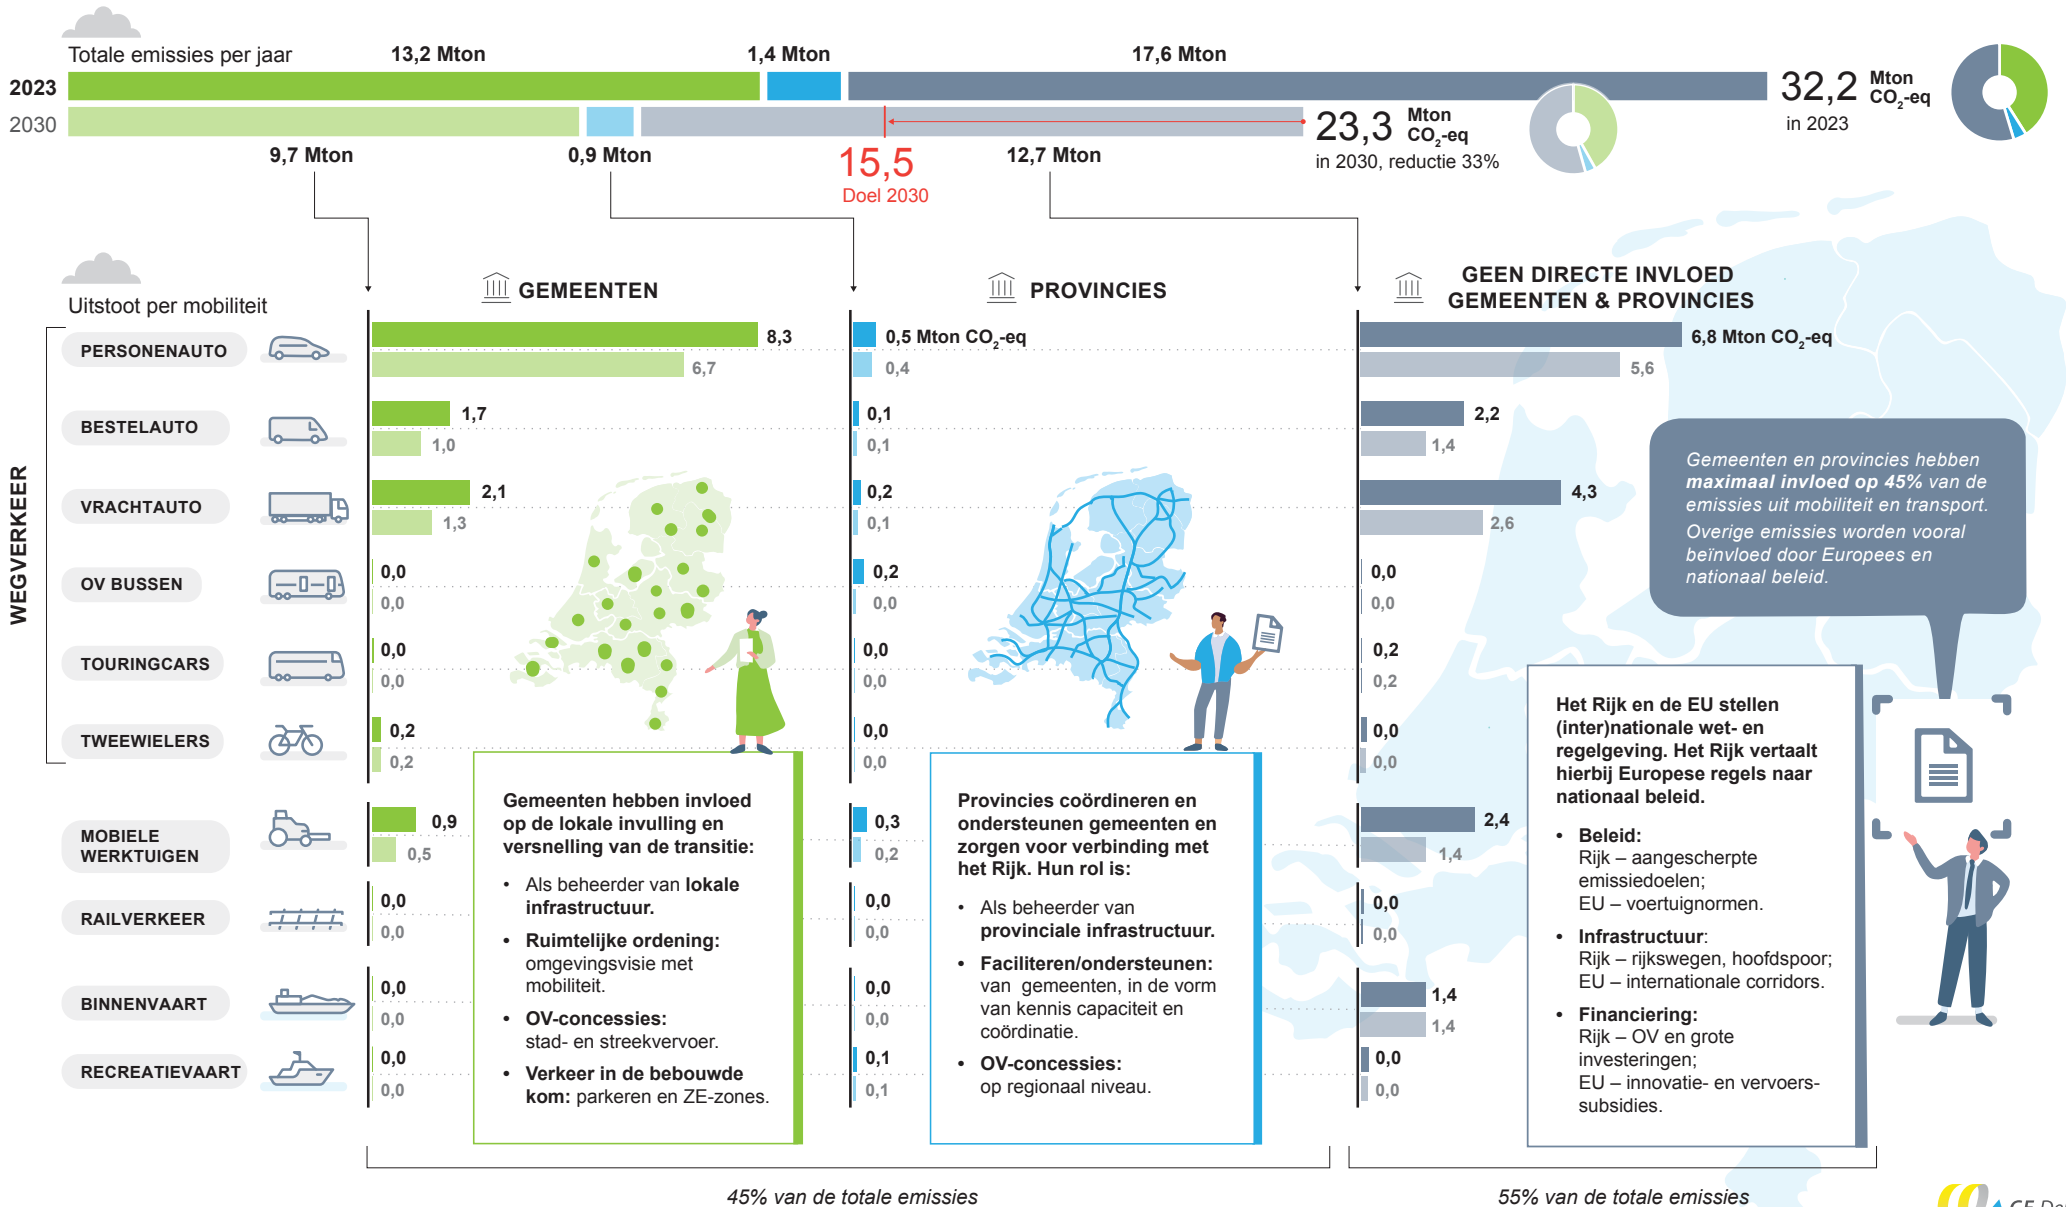 Totale emissies per jaar
13,2 Mton
1,4 Mton
17,6 Mton
2023
32,2 Mton CO₂-eq
in 2023
2030
23,3 Mton CO₂-eq
in 2030, reductie 33%
9,7 Mton
0,9 Mton
15,5
Doel 2030
12,7 Mton
Uitstoot per mobiliteit
GEMEENTEN
PROVINCIES
GEEN DIRECTE INVLOED
GEMEENTEN & PROVINCIES
WEGVERKEER
PERSONENAUTO
8,3
6,7
0,5 Mton CO₂-eq
0,4
6,8 Mton CO₂-eq
5,6
BESTELAUTO
1,7
1,0
0,1
0,1
2,2
1,4
VRACHTAUTO
2,1
1,3
0,2
0,1
4,3
2,6
OV BUSSEN
0,0
0,0
0,2
0,0
0,0
0,0
TOURINGCARS
0,0
0,0
0,0
0,0
0,2
0,2
TWEEWIELERS
0,2
0,2
0,0
0,0
0,0
0,0
MOBIELE
WERKTUIGEN
0,9
0,5
0,3
0,2
2,4
1,4
RAILVERKEER
0,0
0,0
0,0
0,0
0,0
0,0
BINNENVAART
0,0
0,0
0,0
0,0
1,4
1,4
RECREATIEVAART
0,0
0,0
0,1
0,1
0,0
0,0
Gemeenten en provincies hebben
maximaal invloed op 45% van de
emissies uit mobiliteit en transport.
Overige emissies worden vooral
beïnvloed door Europees en
nationaal beleid.
Gemeenten hebben invloed
op de lokale invulling en
versnelling van de transitie:
• Als beheerder van lokale
infrastructuur.
• Ruimtelijke ordening:
omgevingsvisie met
mobiliteit.
• OV-concessies:
stad- en streekvervoer.
• Verkeer in de bebouwde
kom: parkeren en ZE-zones.
Provincies coördineren en
ondersteunen gemeenten en
zorgen voor verbinding met
het Rijk. Hun rol is:
• Als beheerder van
provinciale infrastructuur.
• Faciliteren/ondersteunen:
van gemeenten, in de vorm
van kennis capaciteit en
coördinatie.
• OV-concessies:
op regionaal niveau.
Het Rijk en de EU stellen
(inter)nationale wet- en
regelgeving. Het Rijk vertaalt
hierbij Europese regels naar
nationaal beleid.
• Beleid:
Rijk – aangescherpte
emissiedoelen;
EU – voertuignormen.
• Infrastructuur:
Rijk – rijkswegen, hoofdspoor;
EU – internationale corridors.
• Financiering:
Rijk – OV en grote
investeringen;
EU – innovatie- en vervoers-
subsidies.
45% van de totale emissies
55% van de totale emissies